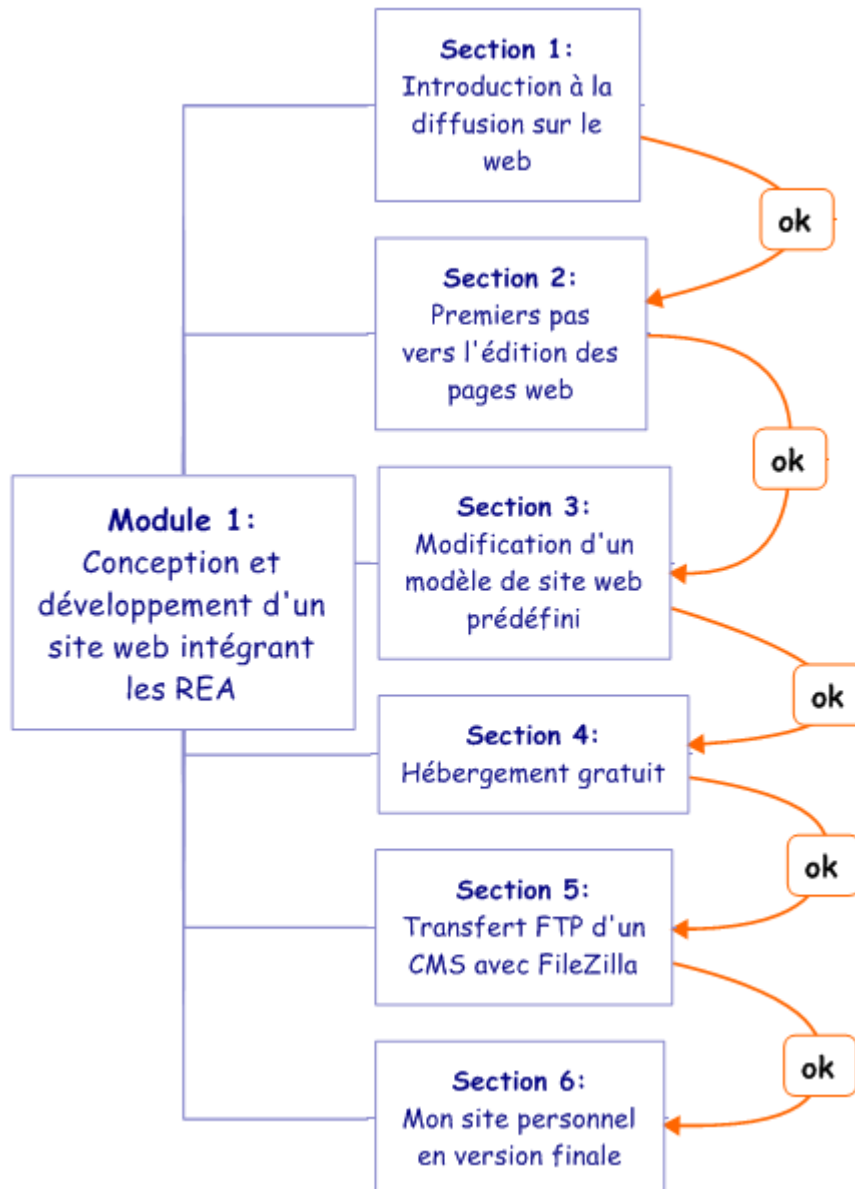 Section 1:
Introduction à la
diffusion sur le
web
ok
Section 2:
Premiers pas
vers l'édition des
pages web
ok
Module 1:
Conception et
développement d'un
site web intégrant
les REA
Section 3:
Modification d'un
modèle de site web
prédéfini
ok
Section 4:
Hébergement gratuit
ok
Section 5:
Transfert FTP d'un
CMS avec FileZilla
ok
Section 6:
Mon site personnel
en version finale